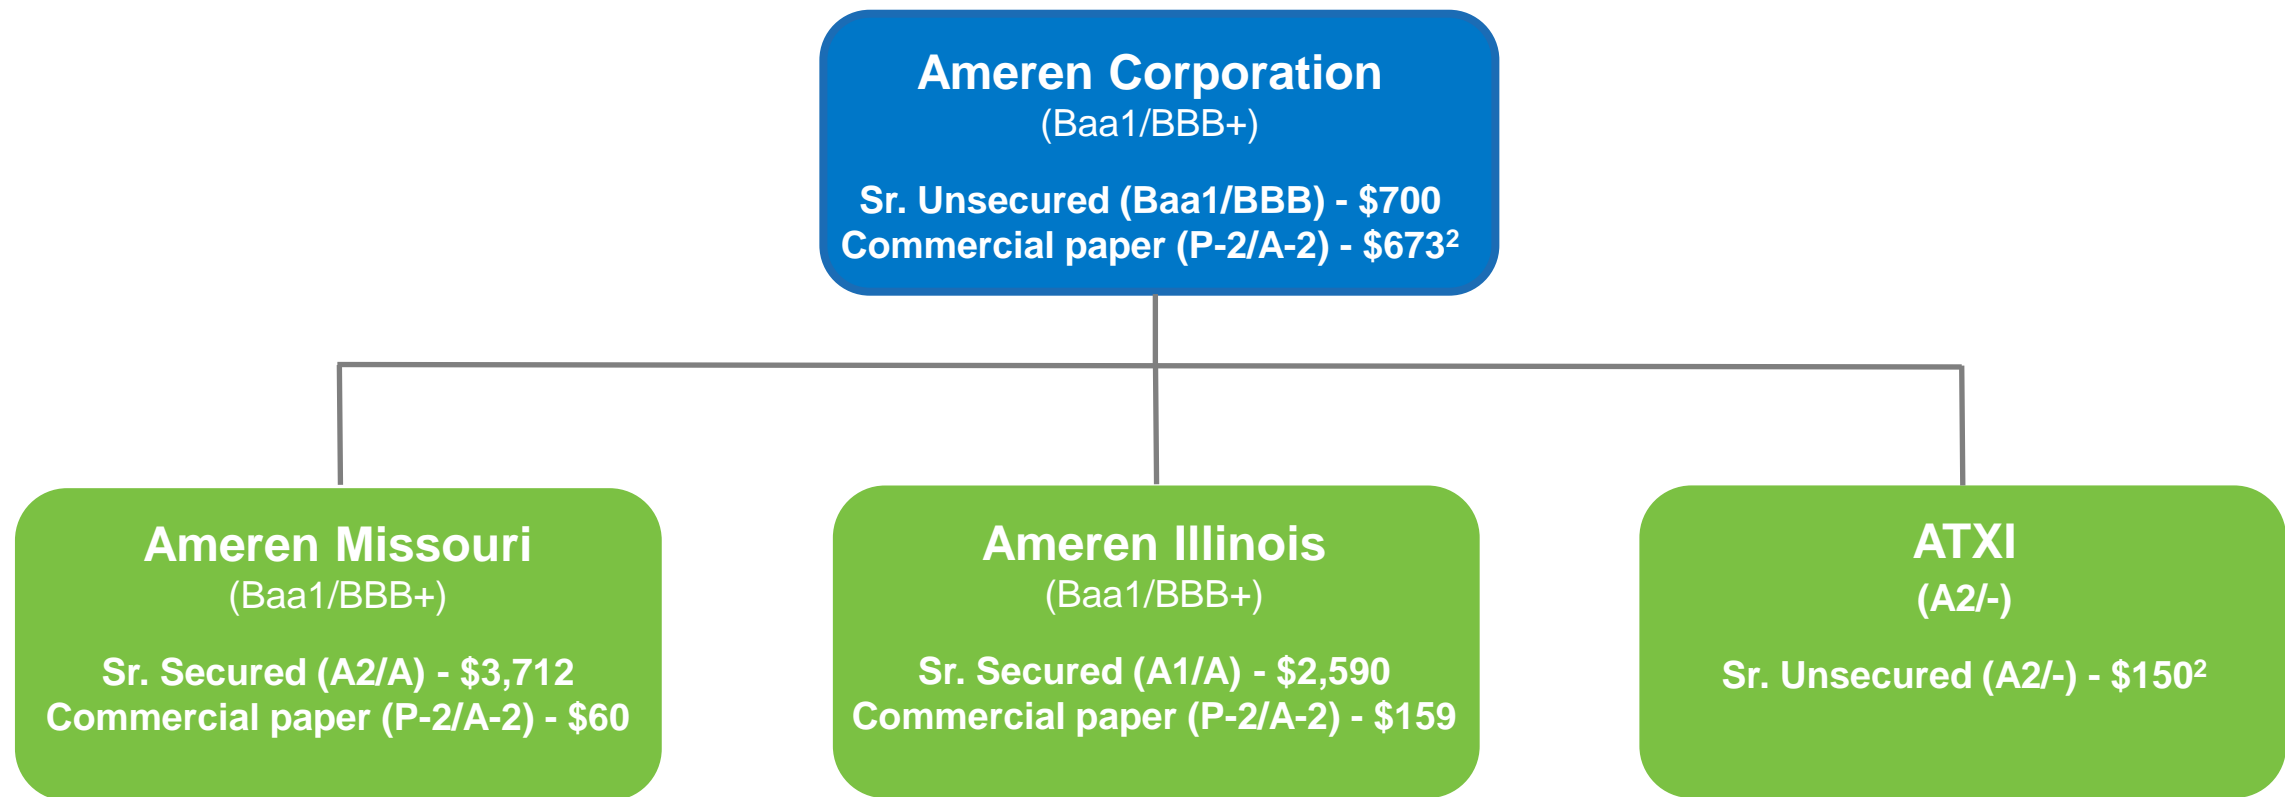 Ameren Corporation
(Baa1/BBB+)
Sr. Unsecured (Baa1/BBB) - $700
Commercial paper (P-2/A-2) - $673²
Ameren Missouri
(Baa1/BBB+)
Sr. Secured (A2/A) - $3,712
Commercial paper (P-2/A-2) - $60
Ameren Illinois
(Baa1/BBB+)
Sr. Secured (A1/A) - $2,590
Commercial paper (P-2/A-2) - $159
ATXI
(A2/-)
Sr. Unsecured (A2/-) - $150²